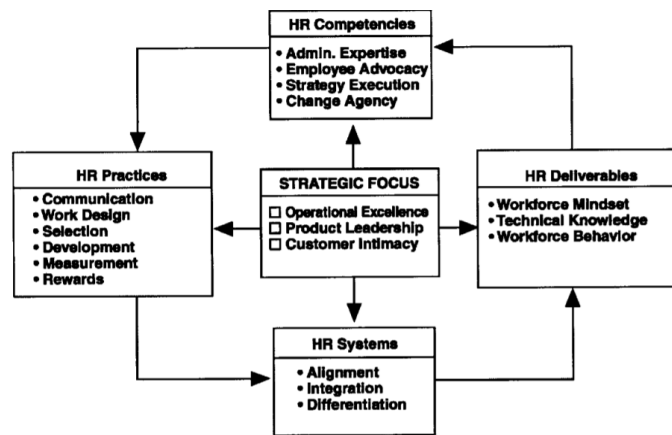 HR Competencies
• Admin. Expertise
• Employee Advocacy
• Strategy Execution
• Change Agency
HR Practices
• Communication
• Work Design
• Selection
• Development
• Measurement
• Rewards
STRATEGIC FOCUS
☐ Operational Excellence
☐ Product Leadership
☐ Customer Intimacy
HR Deliverables
• Workforce Mindset
• Technical Knowledge
• Workforce Behavior
HR Systems
• Alignment
• Integration
• Differentiation